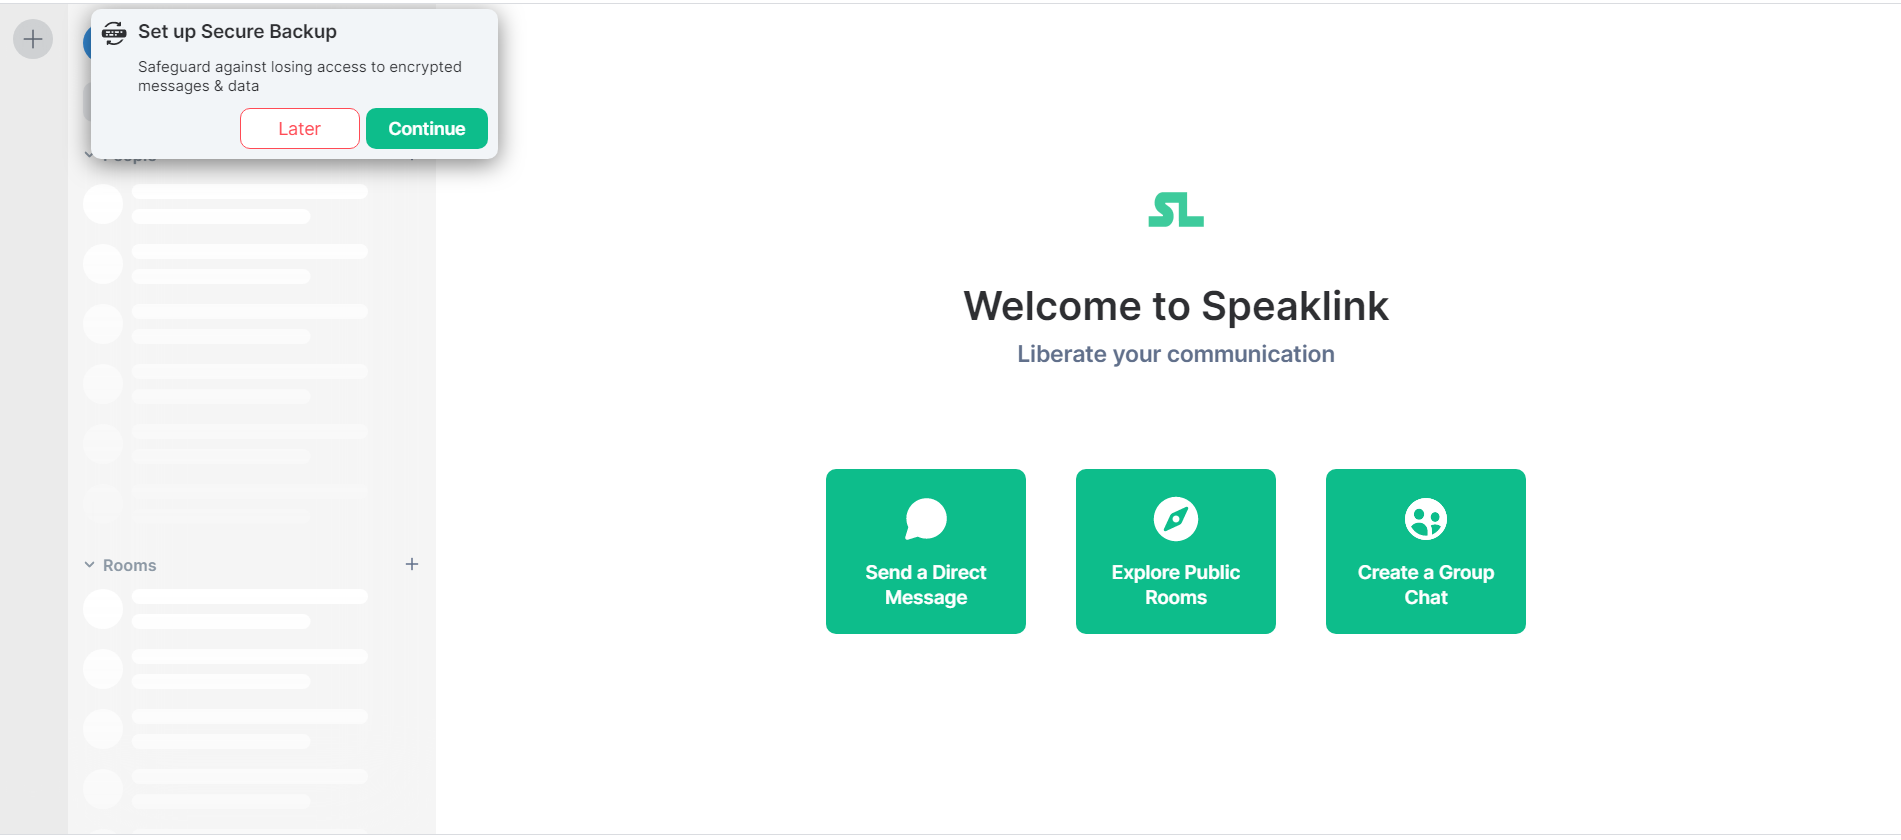 Set up Secure Backup
Safeguard against losing access to encrypted
messages & data
Later
Continue
Rooms
SL
Welcome to Speaklink
Liberate your communication
Send a Direct
Message
Explore Public
Rooms
Create a Group
Chat